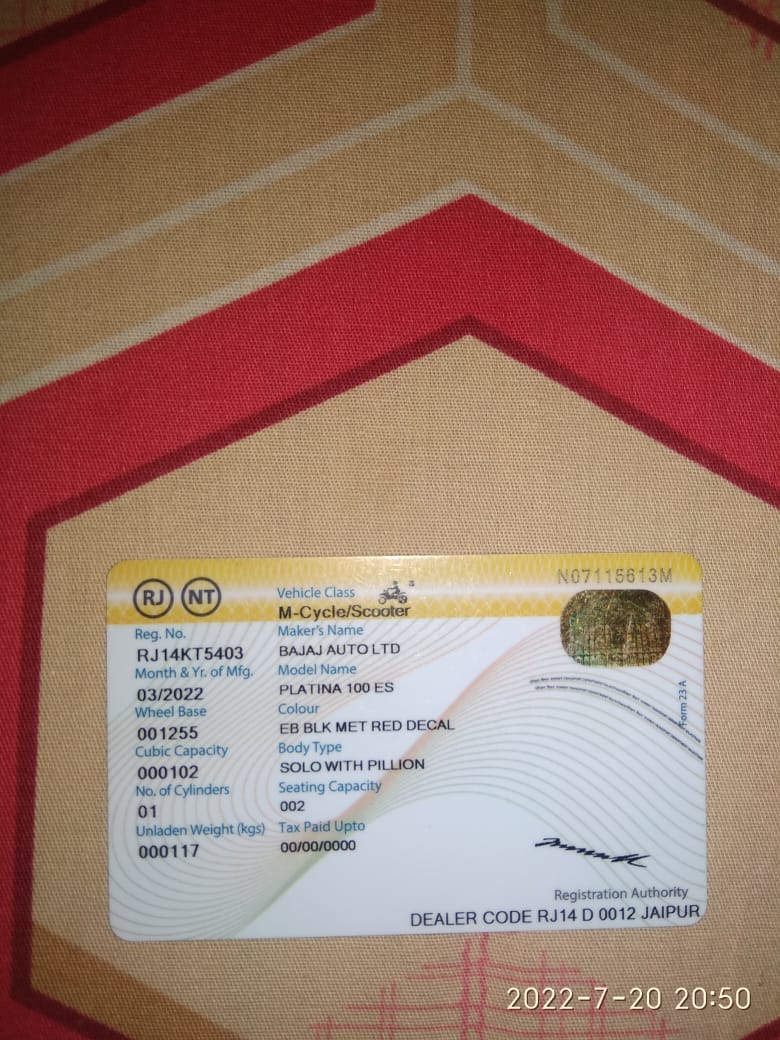 N07115613M
RJ NT
Vehicle Class
M-Cycle/Scooter
Reg. No.
RJ14KT5403
Maker's Name
BAJAJ AUTO LTD
Month & Yr. of Mfg.
03/2022
Model Name
PLATINA 100 ES
Wheel Base
001255
Colour
EB BLK MET RED DECAL
Cubic Capacity
000102
Body Type
SOLO WITH PILLION
No. of Cylinders
01
Seating Capacity
002
Unladen Weight (kgs)
000117
Tax Paid Upto
00/00/0000
Form 23 A
Registration Authority
DEALER CODE RJ14 D 0012 JAIPUR
2022-7-20 20:50